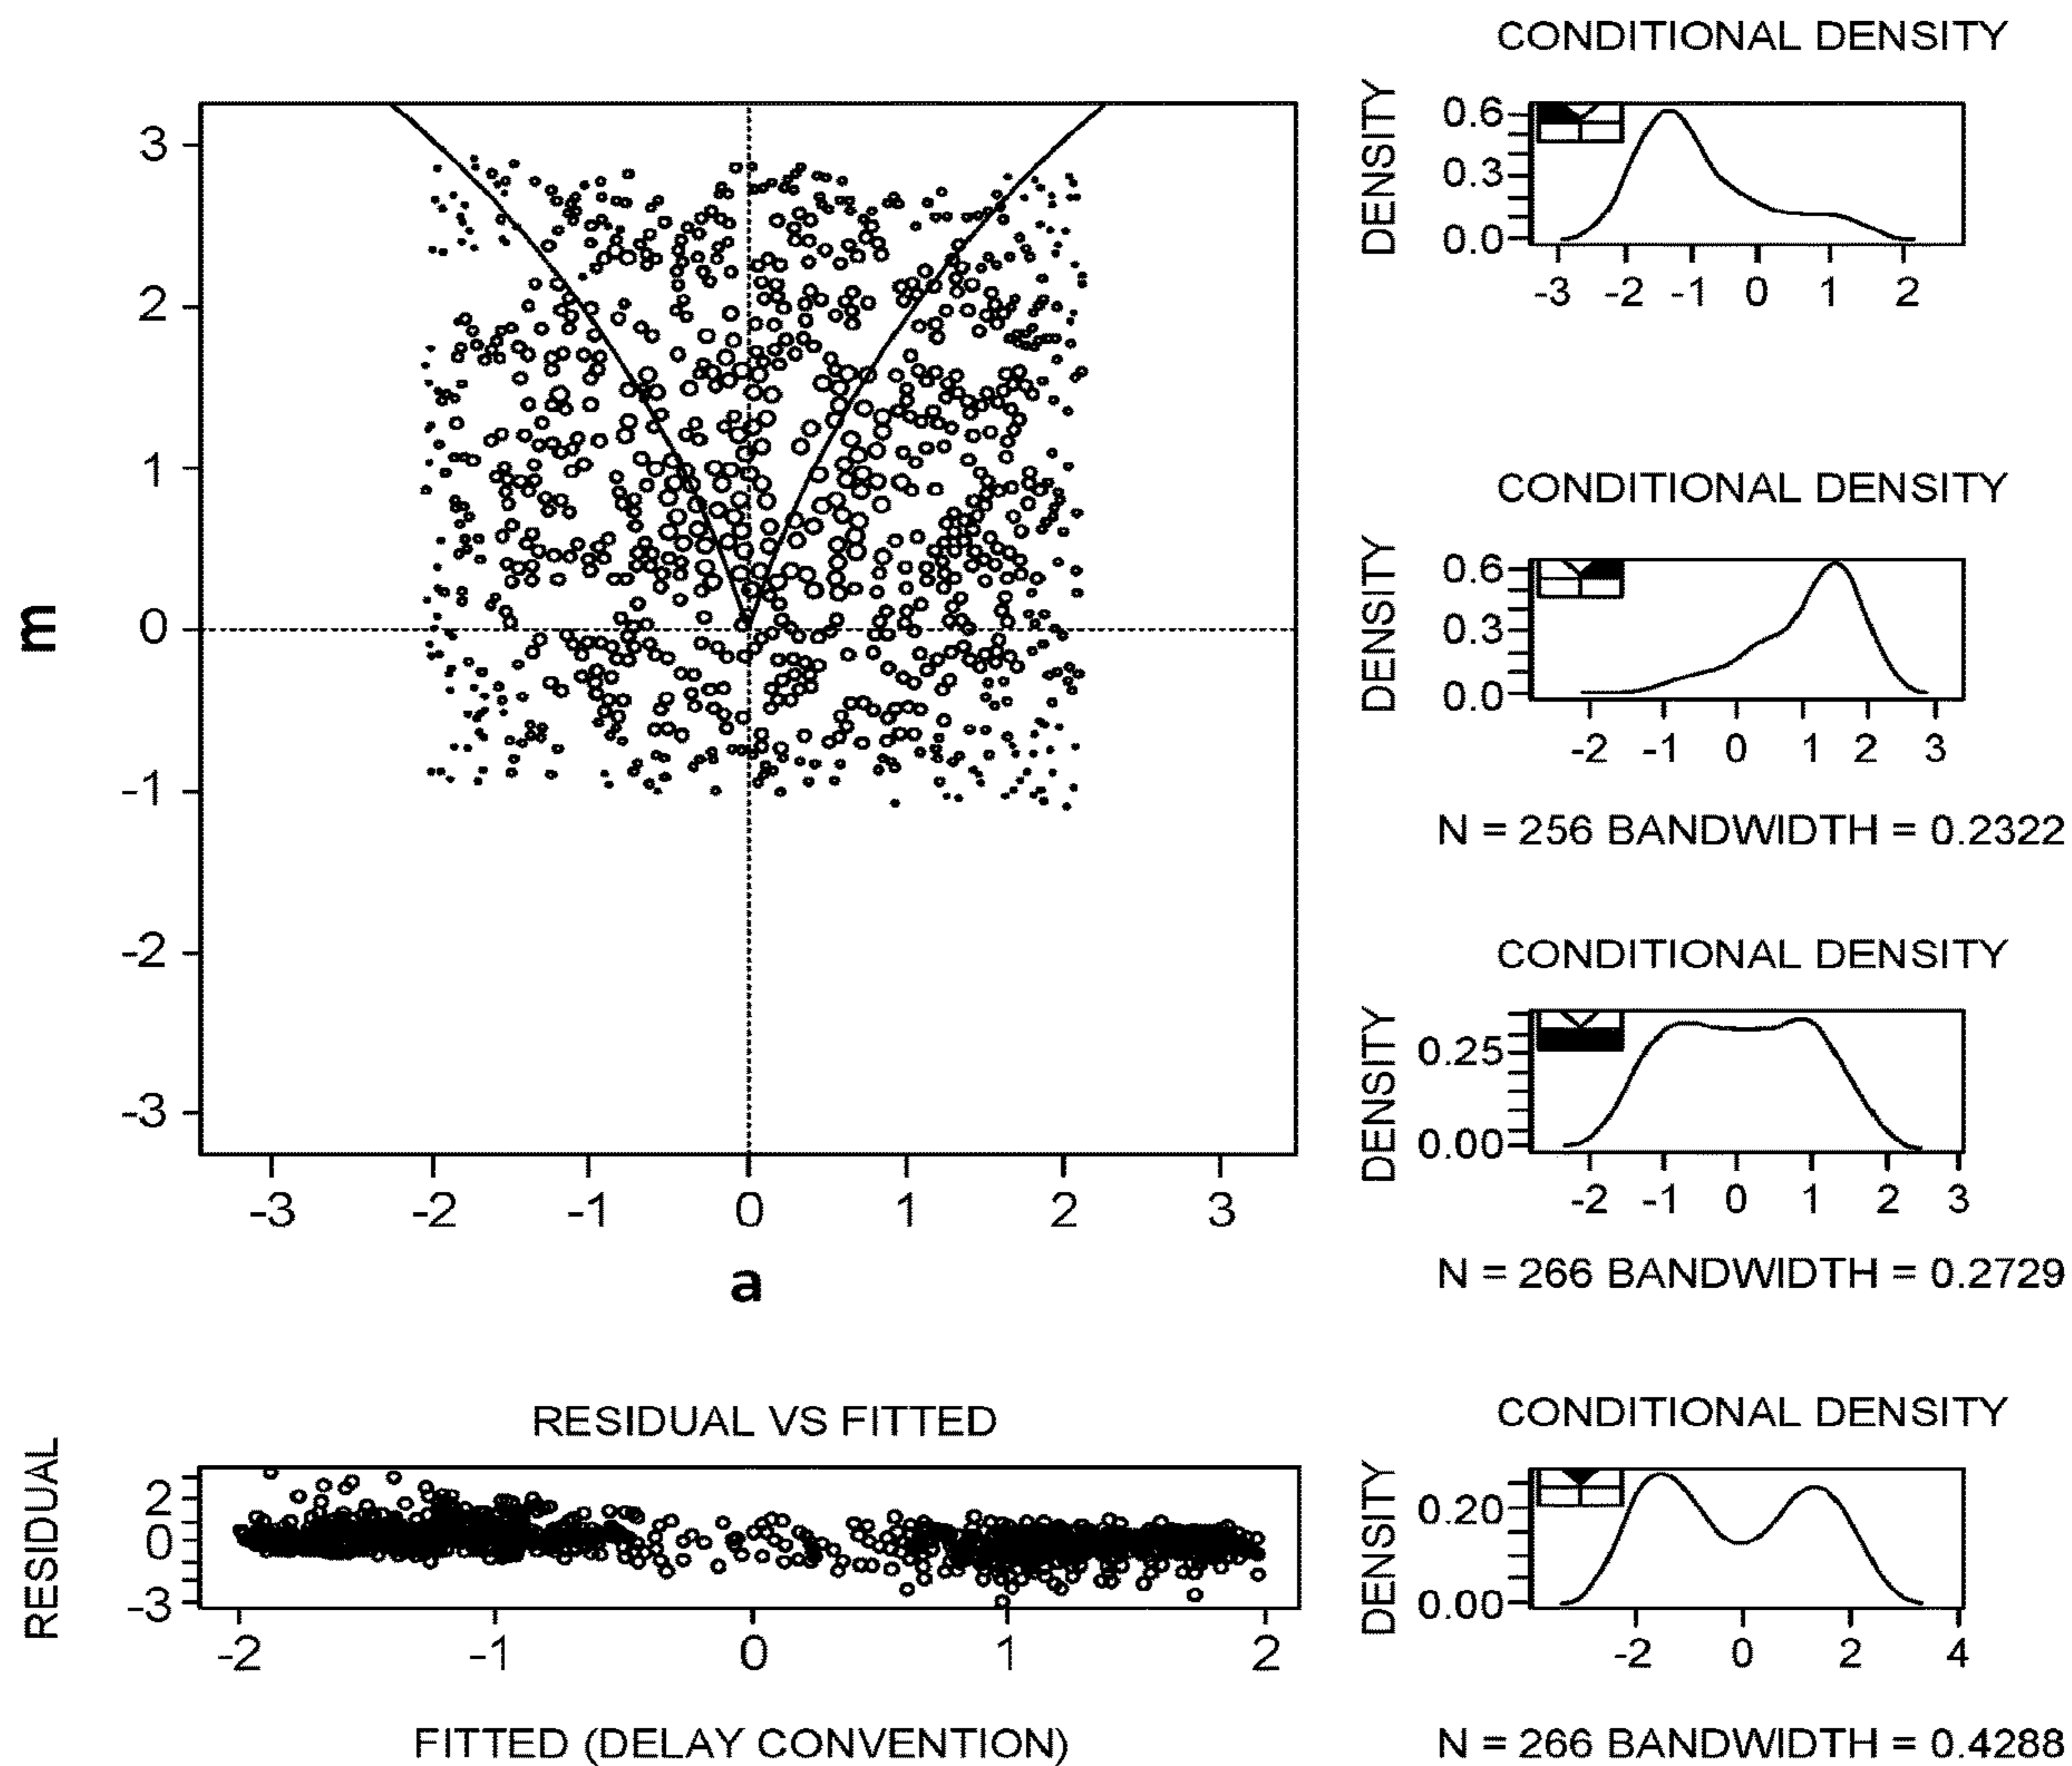 m
3
2
1
0
-1
-2
-3
-3 -2 -1 0 1 2 3
a
RESIDUAL VS FITTED
RESIDUAL
2
0
-3
-2 -1 0 1 2
FITTED (DELAY CONVENTION)
CONDITIONAL DENSITY
DENSITY
0.6
0.3
0.0
-3 -2 -1 0 1 2
CONDITIONAL DENSITY
DENSITY
0.6
0.3
0.0
-2 -1 0 1 2 3
N = 256 BANDWIDTH = 0.2322
CONDITIONAL DENSITY
DENSITY
0.25
0.00
-2 -1 0 1 2 3
N = 266 BANDWIDTH = 0.2729
CONDITIONAL DENSITY
DENSITY
0.20
0.00
-2 0 2 4
N = 266 BANDWIDTH = 0.4288